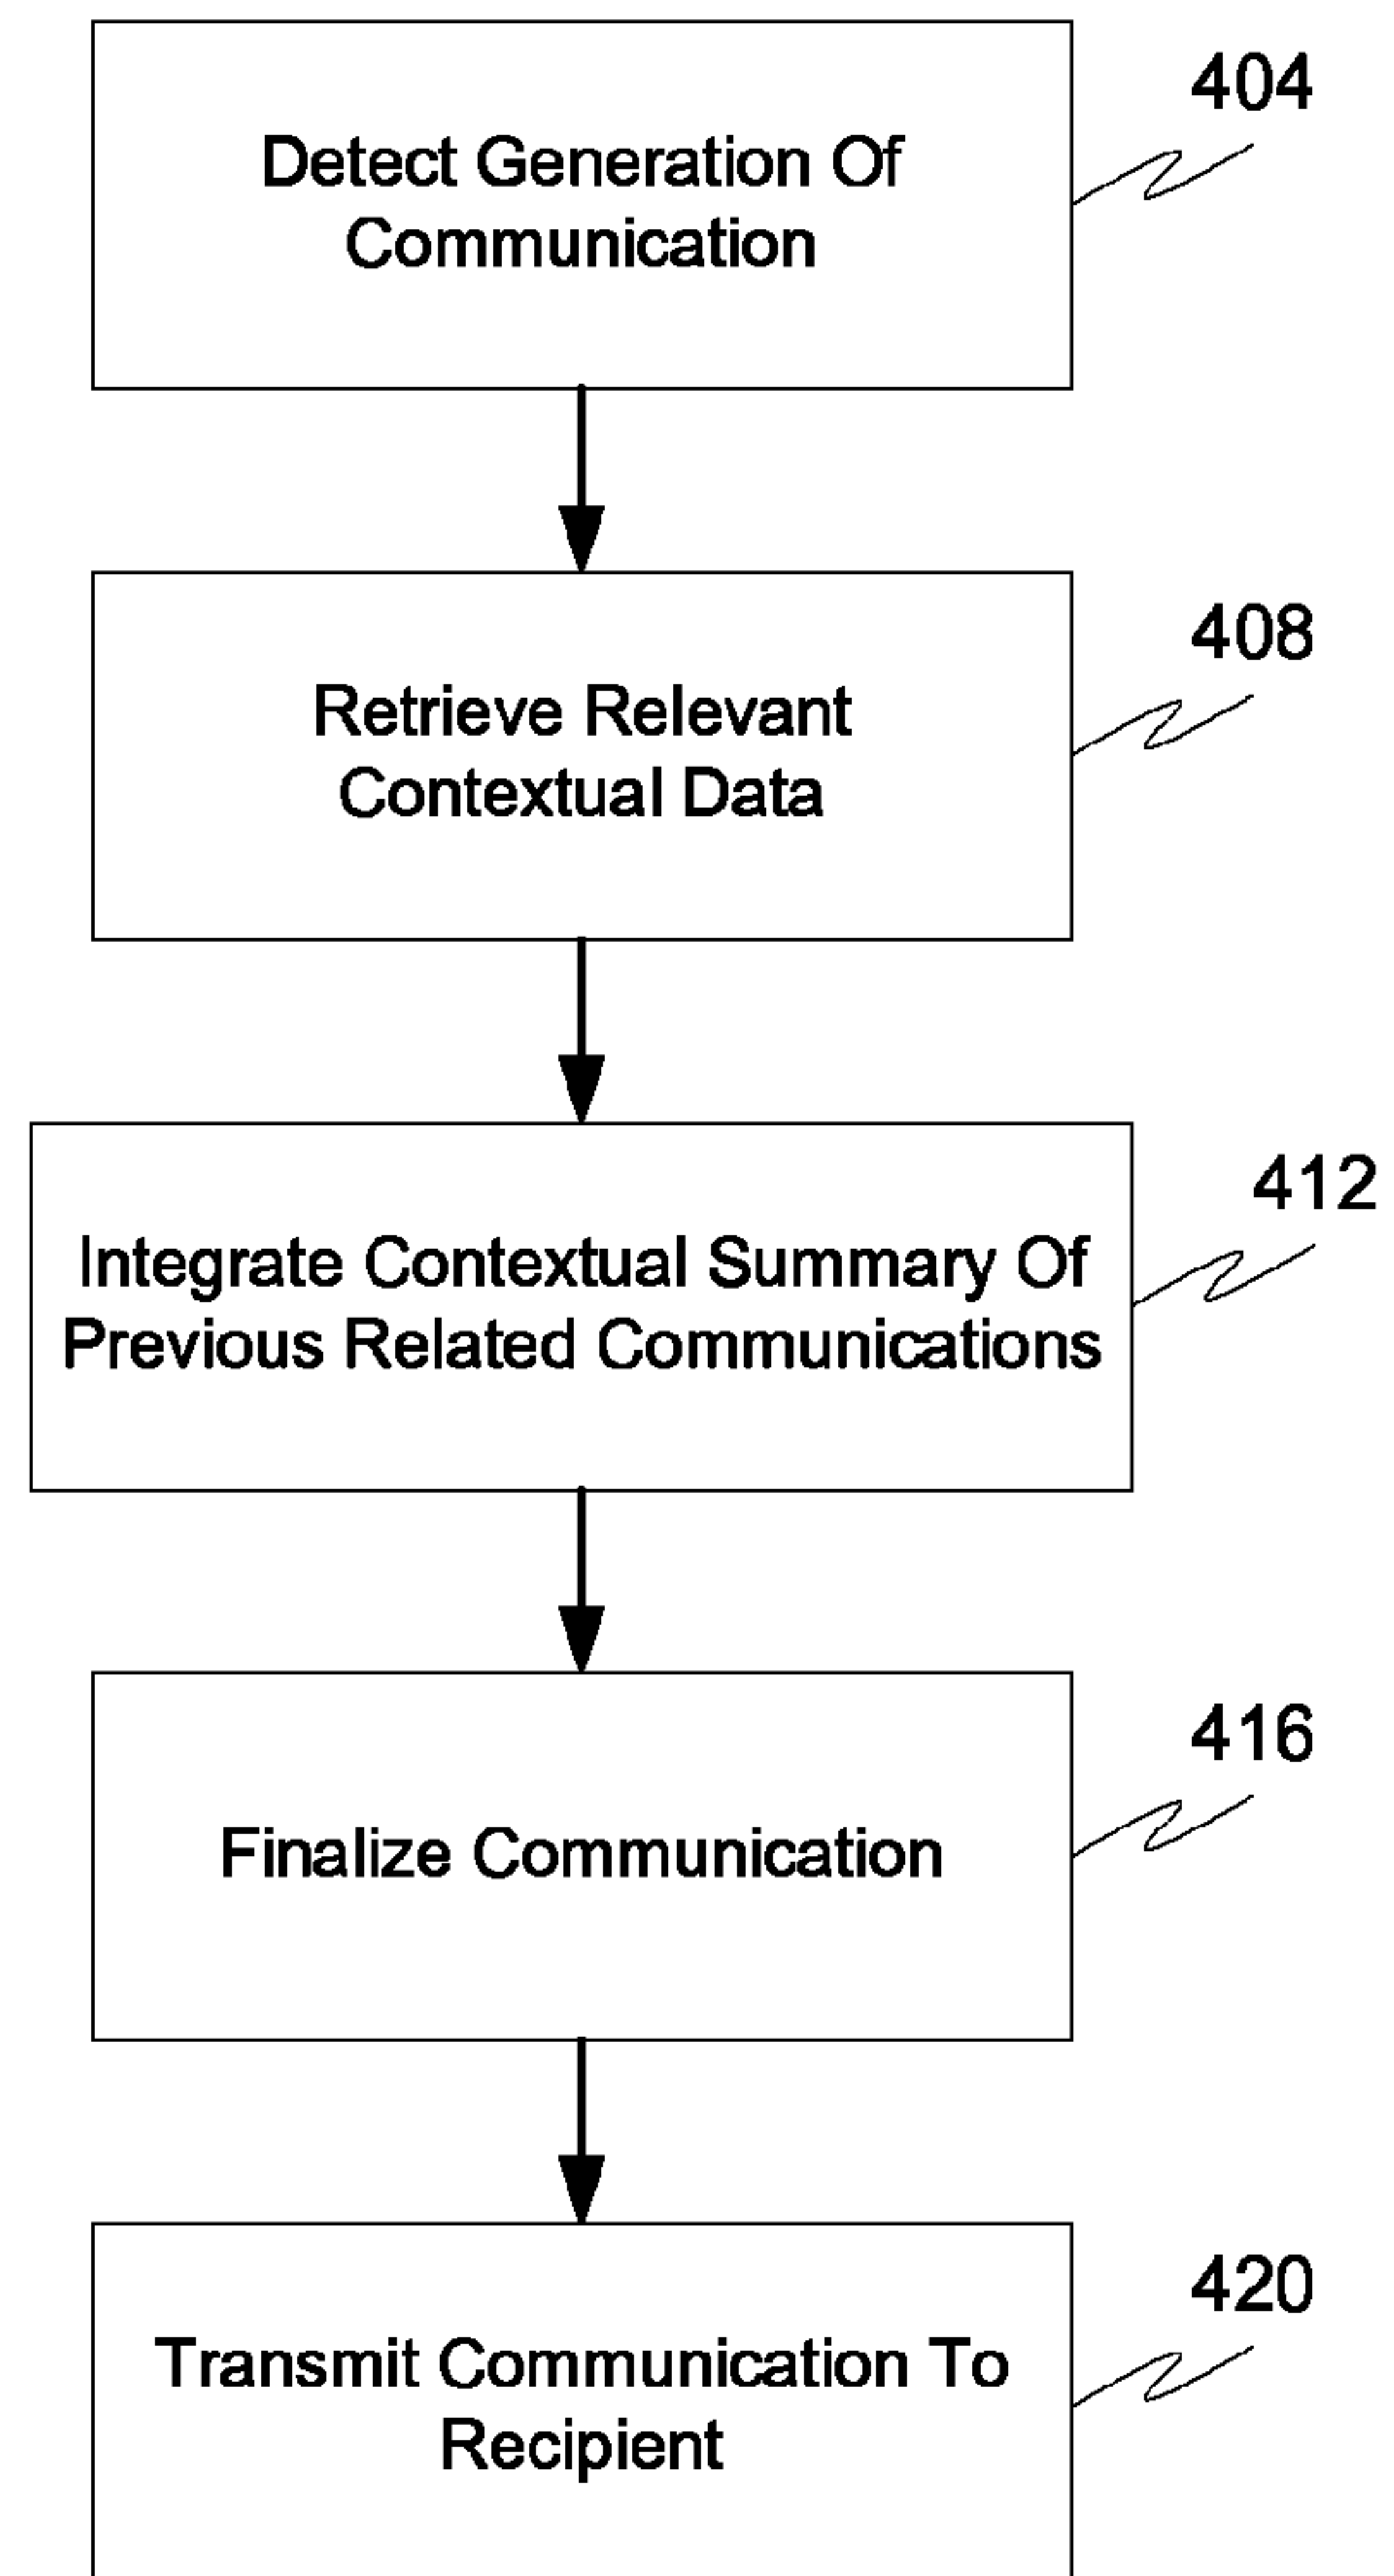 404
Detect Generation Of
Communication
408
Retrieve Relevant
Contextual Data
412
Integrate Contextual Summary Of
Previous Related Communications
416
Finalize Communication
420
Transmit Communication To
Recipient